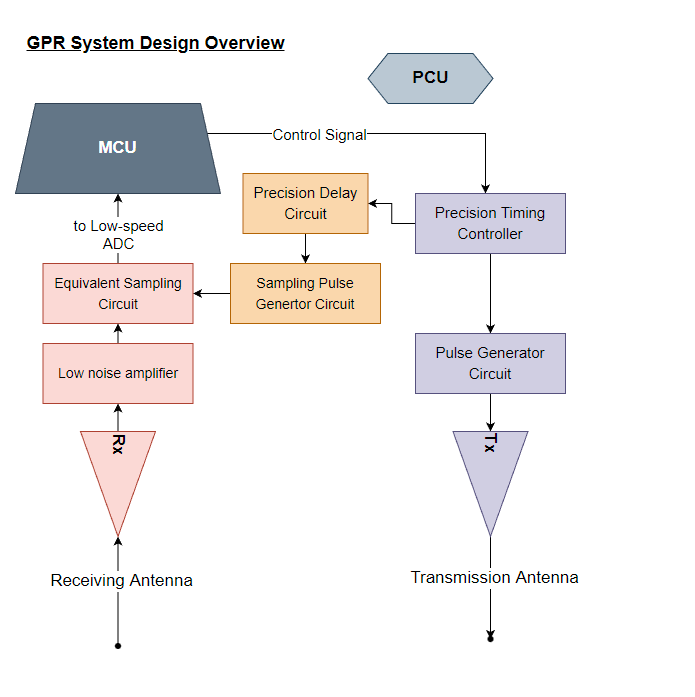 GPR System Design Overview
PCU
MCU
Control Signal
Precision Delay
Circuit
Precision Timing
Controller
to Low-speed
ADC
Equivalent Sampling
Circuit
Sampling Pulse
Genertor Circuit
Pulse Generator
Circuit
Low noise amplifier
Rx
Tx
Receiving Antenna
Transmission Antenna